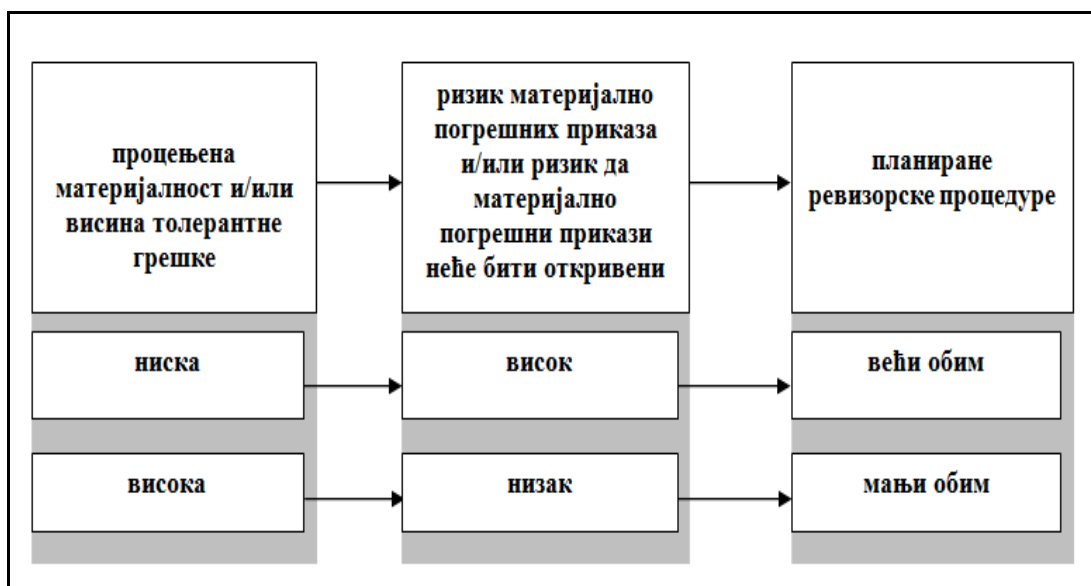 процењена
материјалност и/или
висина толерантне
грешке
ризик материјално
погрешних приказа
и/или ризик да
материјално
погрешни прикази
неће бити откривени
планиране
ревизорске процедуре
ниска
висок
већи обим
висока
низак
мањи обим